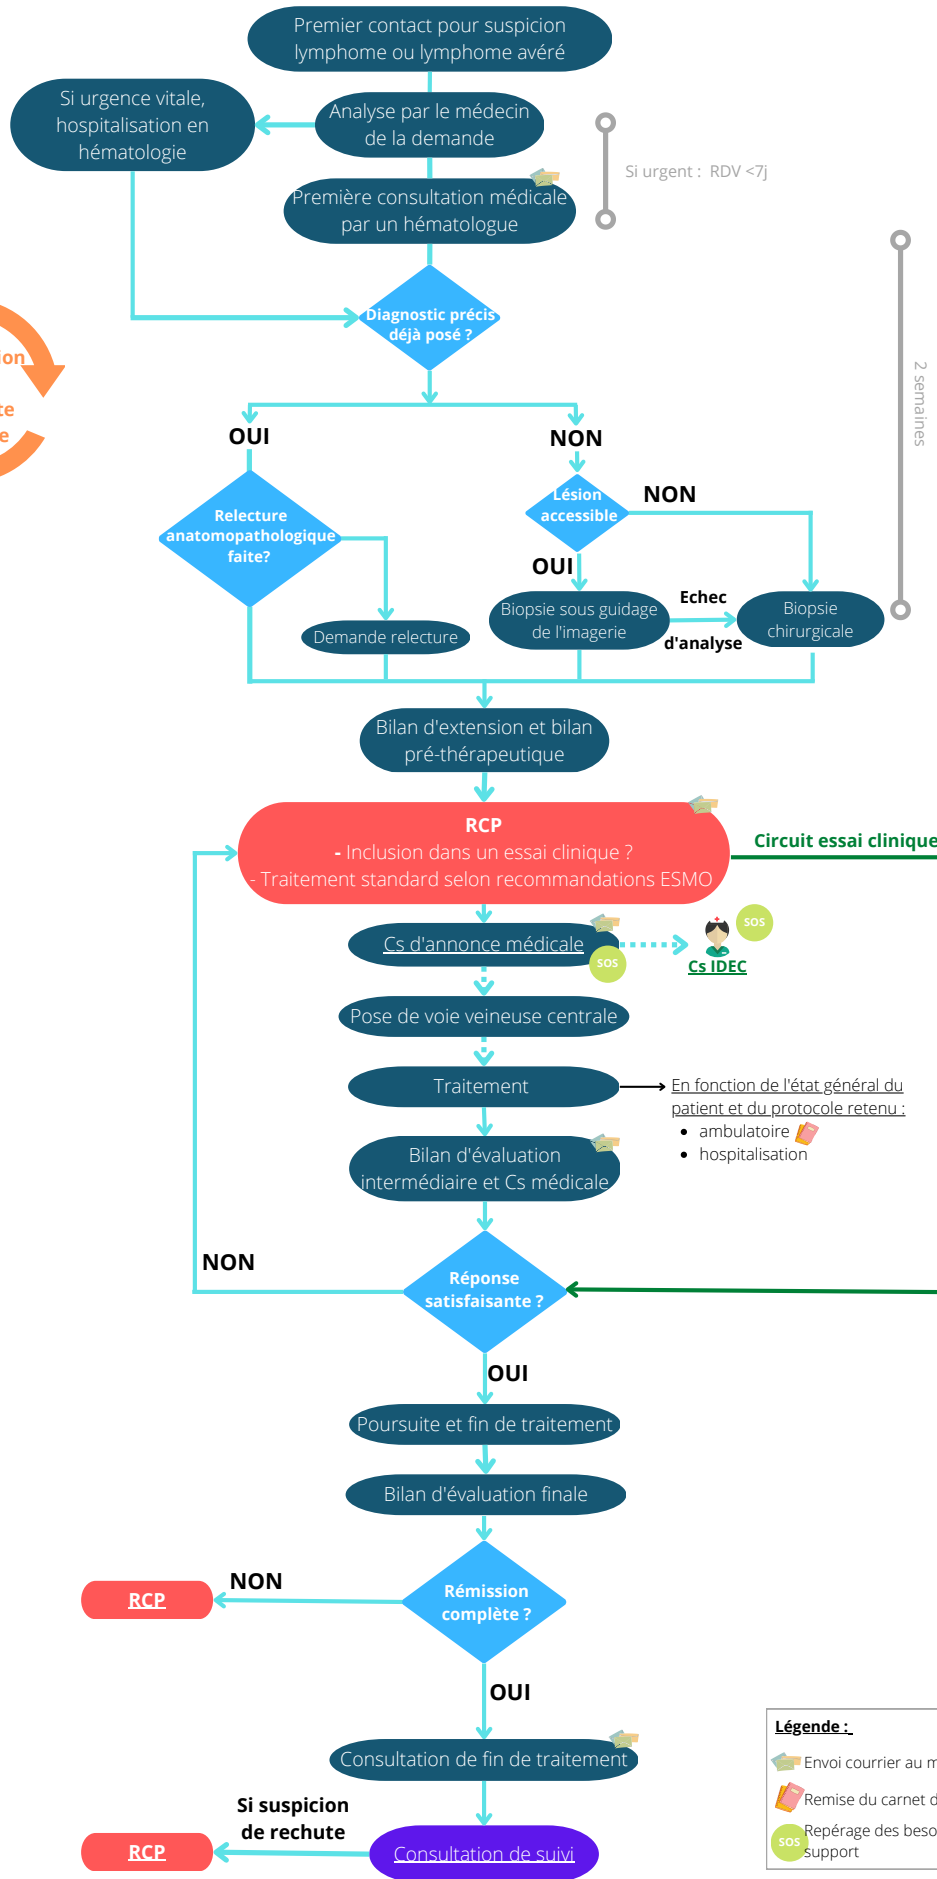 Premier contact pour suspicion
lymphome ou lymphome avéré
Si urgence vitale,
hospitalisation en
hématologie
Analyse par le médecin
de la demande
Si urgent : RDV <7j
Première consultation médicale
par un hématologue
Diagnostic précis
déjà posé ?
2 semaines
OUI
NON
Relecture
anatomopathologique
faite?
Lésion
accessible
NON
OUI
Demande relecture
Biopsie sous guidage
de l'imagerie
Echec
d'analyse
Biopsie
chirurgicale
Bilan d'extension et bilan
pré-thérapeutique
RCP
- Inclusion dans un essai clinique ?
- Traitement standard selon recommandations ESMO
Circuit essai clinique
Cs d'annonce médicale
SOS
SOS
Cs IDEC
Pose de voie veineuse centrale
Traitement
En fonction de l'état général du
patient et du protocole retenu :
• ambulatoire
• hospitalisation
Bilan d'évaluation
intermédiaire et Cs médicale
NON
Réponse
satisfaisante ?
OUI
Poursuite et fin de traitement
Bilan d'évaluation finale
RCP
NON
Rémission
complète ?
OUI
Consultation de fin de traitement
Si suspicion
de rechute
RCP
Consultation de suivi
Légende :
Envoi courrier au
Remise du carnet
SOS
Repérage des
support